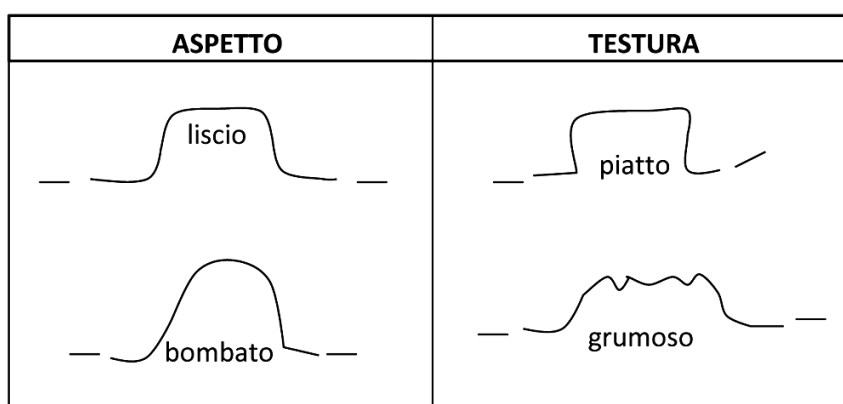 ASPETTO
TESTURA
liscio
piatto
bombato
grumoso